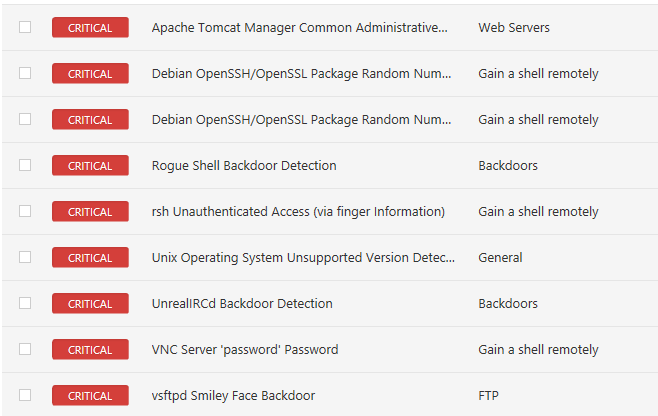 CRITICAL Apache Tomcat Manager Common Administrative... Web Servers
CRITICAL Debian OpenSSH/OpenSSL Package Random Num... Gain a shell remotely
CRITICAL Debian OpenSSH/OpenSSL Package Random Num... Gain a shell remotely
CRITICAL Rogue Shell Backdoor Detection Backdoors
CRITICAL rsh Unauthenticated Access (via finger Information) Gain a shell remotely
CRITICAL Unix Operating System Unsupported Version Detec... General
CRITICAL UnrealIRCd Backdoor Detection Backdoors
CRITICAL VNC Server 'password' Password Gain a shell remotely
CRITICAL vsftpd Smiley Face Backdoor FTP